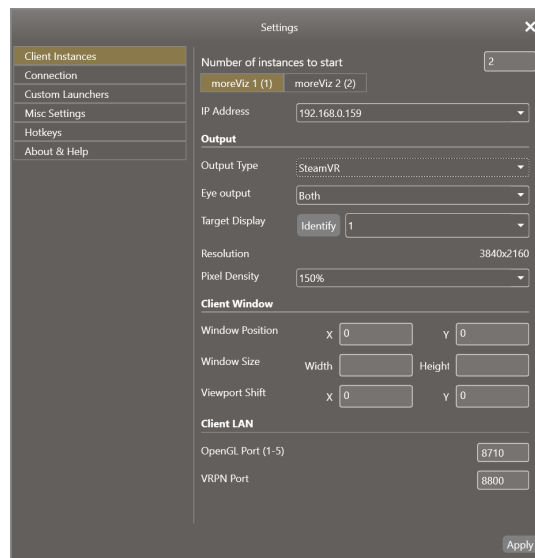 Settings
Client Instances
Connection
Custom Launchers
Misc Settings
Hotkeys
About & Help
Number of instances to start 2
moreViz 1 (1) moreViz 2 (2)
IP Address 192.168.0.159
Output
Output Type SteamVR
Eye output Both
Target Display Identify 1
Resolution 3840x2160
Pixel Density 150%
Client Window
Window Position X 0 Y 0
Window Size Width Height
Viewport Shift X 0 Y 0
Client LAN
OpenGL Port (1-5) 8710
VRPN Port 8800
Apply